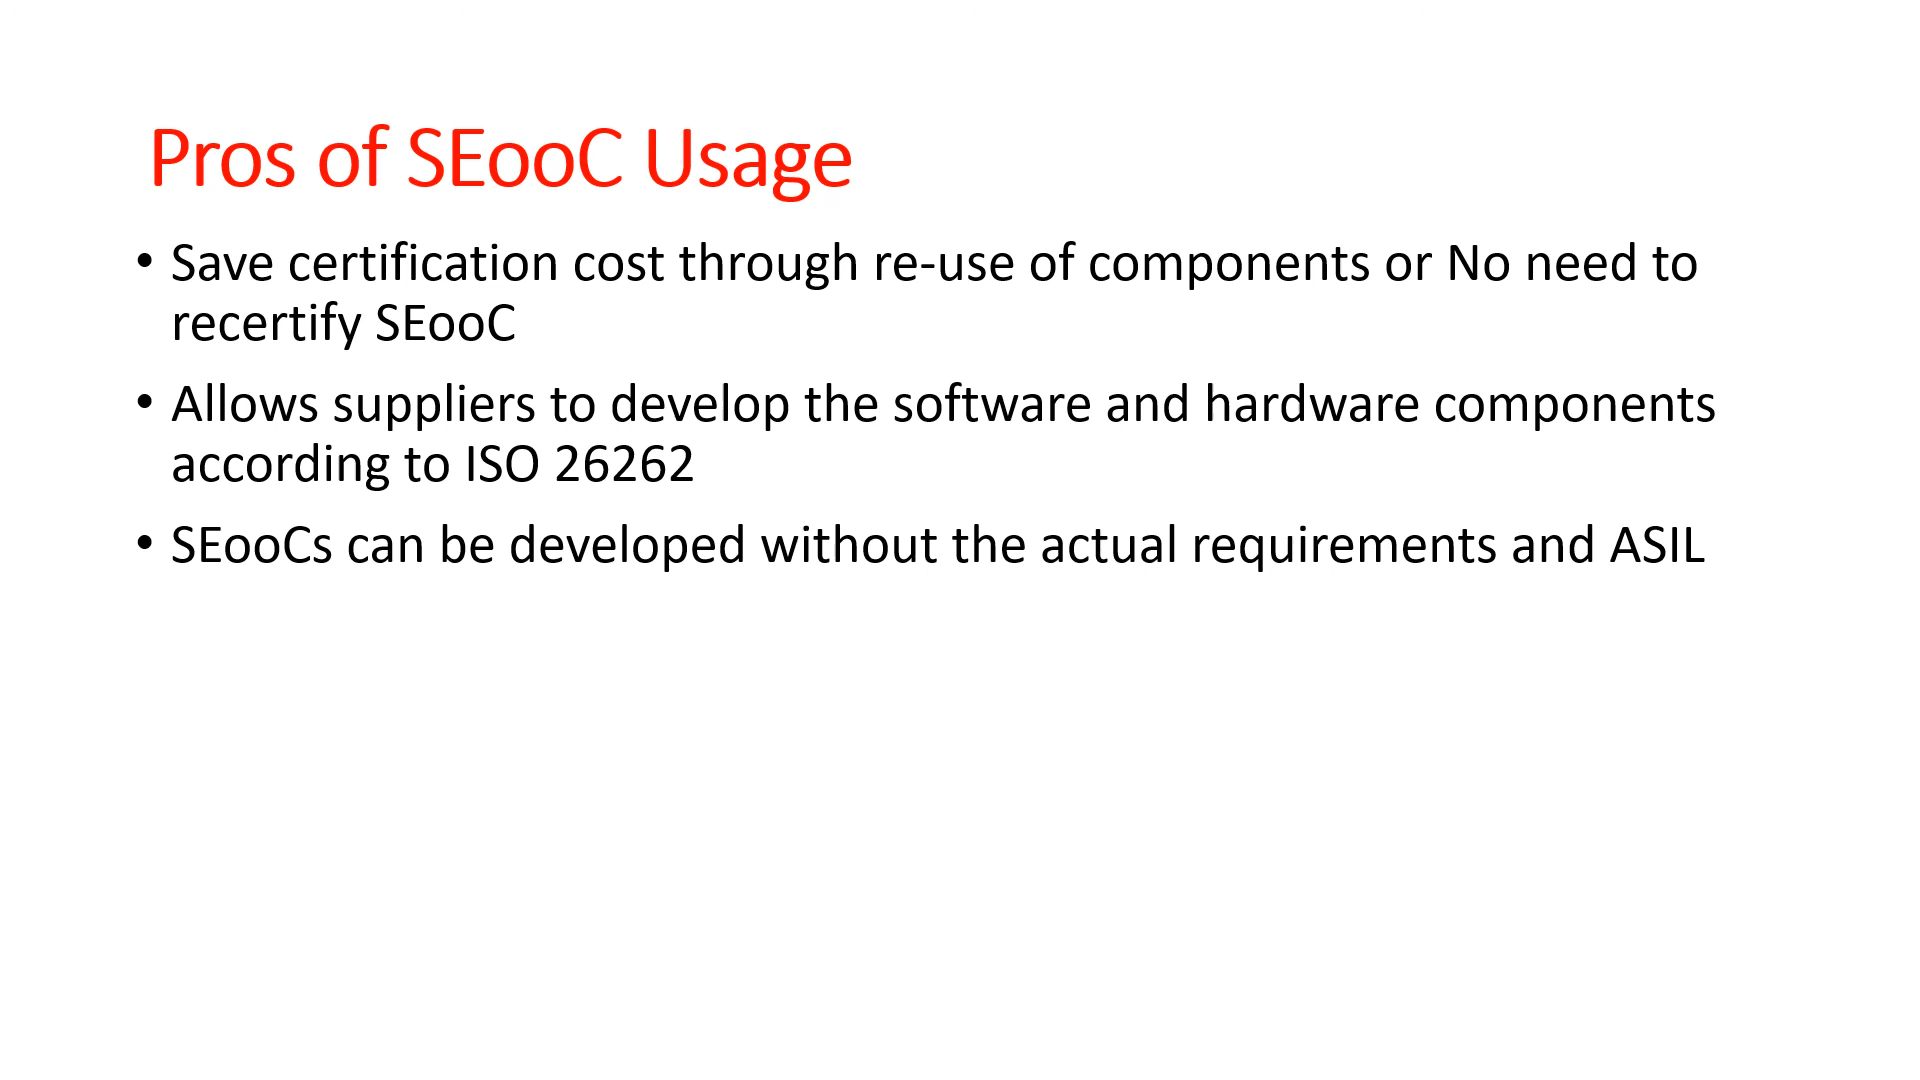 Pros of SEooC Usage
• Save certification cost through re-use of components or No need to
recertify SEooC
• Allows suppliers to develop the software and hardware components
according to ISO 26262
• SEooCs can be developed without the actual requirements and ASIL